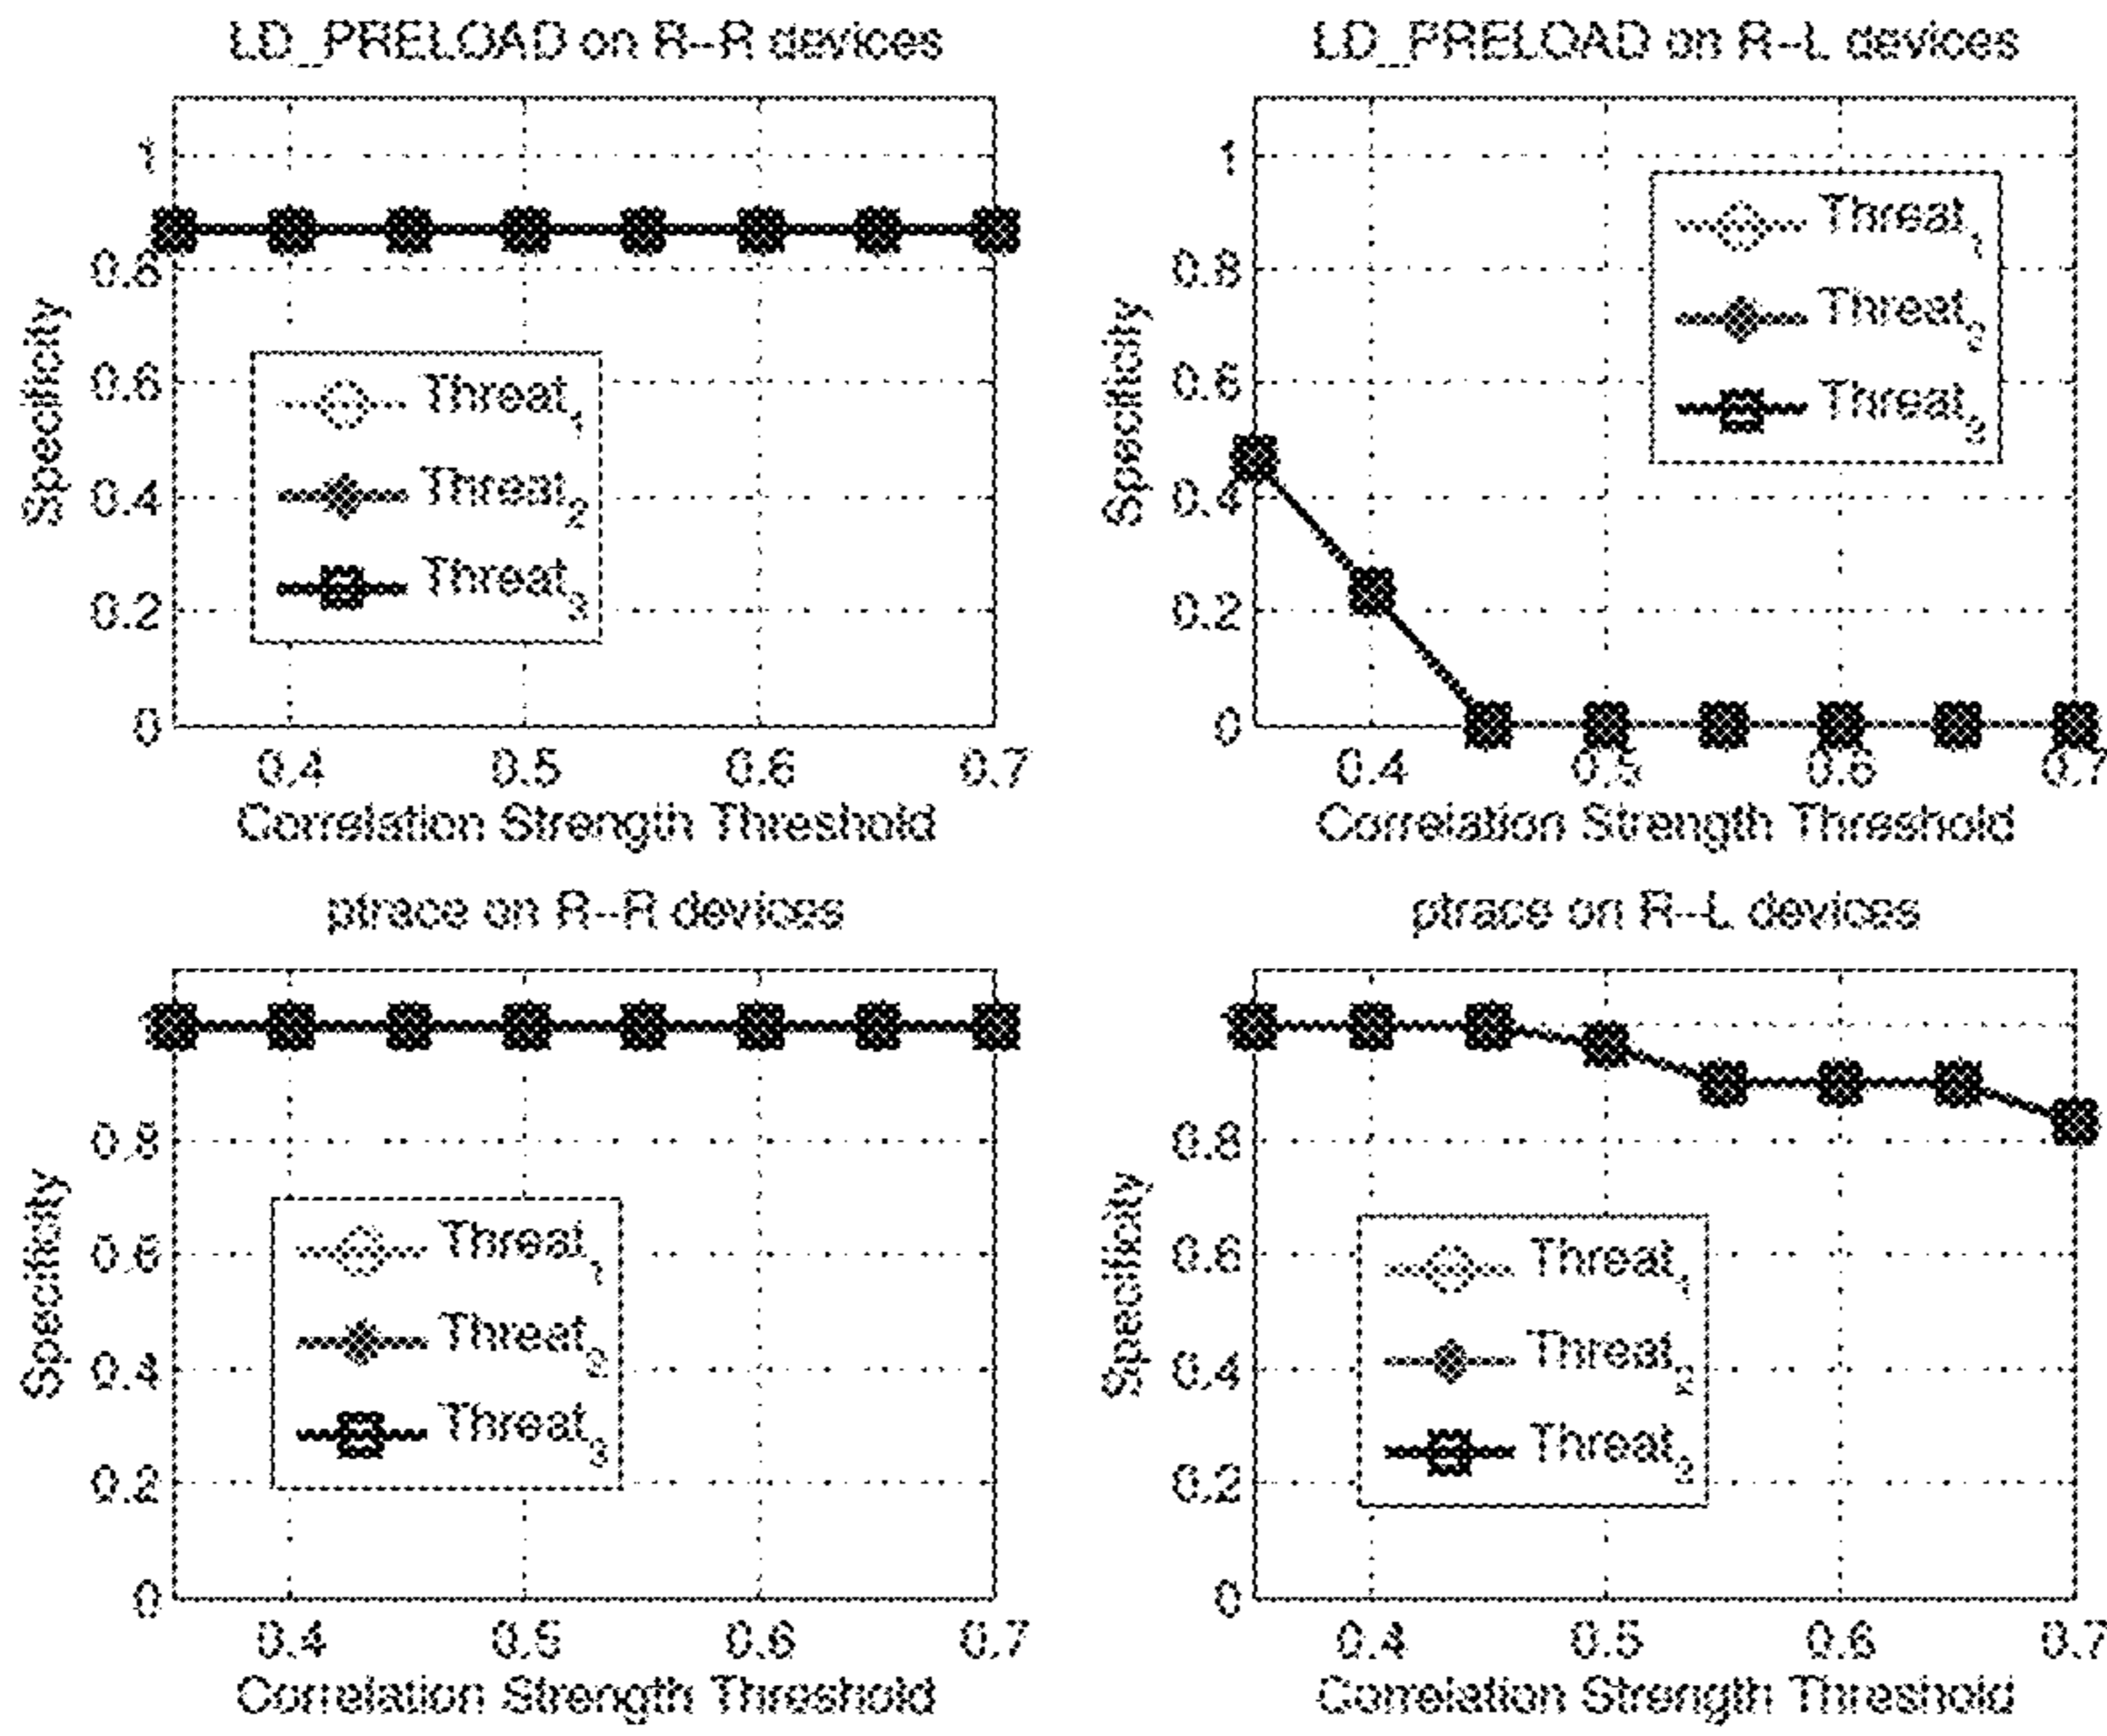 LD_PRELOAD on R--R devices
1
0.8
0.6
0.4
0.2
0
Specificity
Threat1
Threat2
Threat3
0.4 0.5 0.6 0.7
Correlation Strength Threshold
LD_PRELOAD on R--L devices
1
0.8
0.6
0.4
0.2
0
Specificity
Threat1
Threat2
Threat3
0.4 0.5 0.6 0.7
Correlation Strength Threshold
ptrace on R--R devices
1
0.8
0.6
0.4
0.2
0
Specificity
Threat1
Threat2
Threat3
0.4 0.5 0.6 0.7
Correlation Strength Threshold
ptrace on R--L devices
1
0.8
0.6
0.4
0.2
0
Specificity
Threat1
Threat2
Threat2
0.4 0.5 0.6 0.7
Correlation Strength Threshold